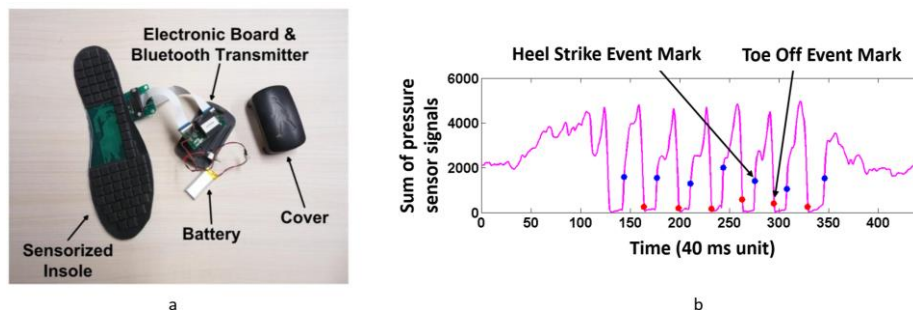 Electronic Board &
Bluetooth Transmitter
Sensorized
Insole
Battery
Cover
a
Heel Strike Event Mark
Toe Off Event Mark
Sum of pressure
sensor signals
6000
4000
2000
0
0
50
100
150
200
250
300
350
400
Time (40 ms unit)
b